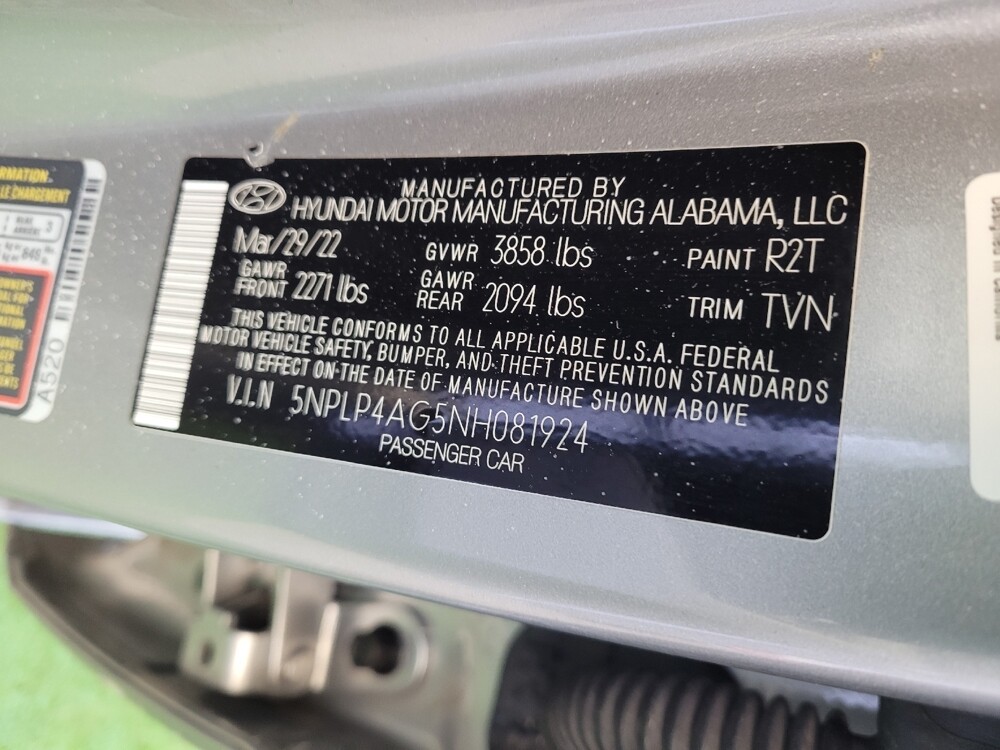 MANUFACTURED BY
HYUNDAI MOTOR MANUFACTURING ALABAMA, LLC
Mar/29/22 GVWR 3858 lbs PAINT R2T
GAWR FRONT 2271 lbs GAWR REAR 2094 lbs TRIM TVN
THIS VEHICLE CONFORMS TO ALL APPLICABLE U.S.A. FEDERAL
MOTOR VEHICLE SAFETY, BUMPER, AND THEFT PREVENTION STANDARDS
IN EFFECT ON THE DATE OF MANUFACTURE SHOWN ABOVE
V.I.N 5NPLP4AG5NH081924
PASSENGER CAR
A520